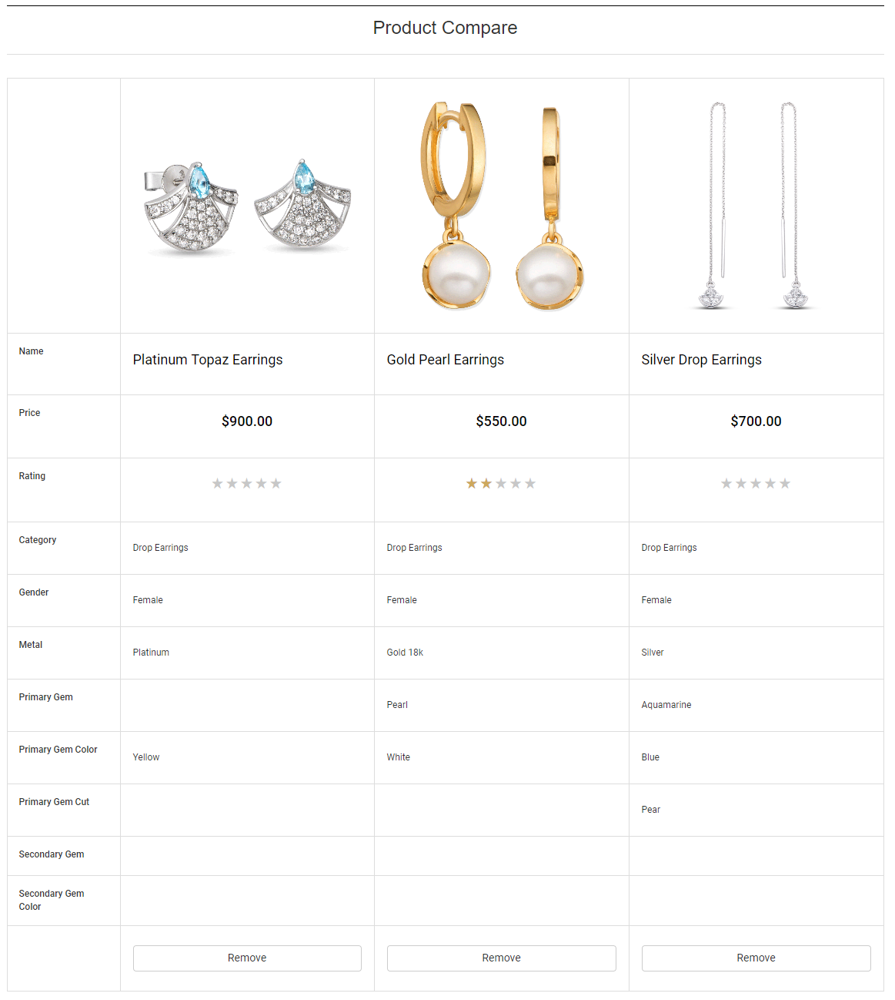 Product Compare
Name
Platinum Topaz Earrings
Gold Pearl Earrings
Silver Drop Earrings
Price
$900.00
$550.00
$700.00
Rating
Category
Drop Earrings
Drop Earrings
Drop Earrings
Gender
Female
Female
Female
Metal
Platinum
Gold 18k
Silver
Primary Gem
Pearl
Aquamarine
Primary Gem Color
Yellow
White
Blue
Primary Gem Cut
Pear
Secondary Gem
Secondary Gem
Color
Remove
Remove
Remove